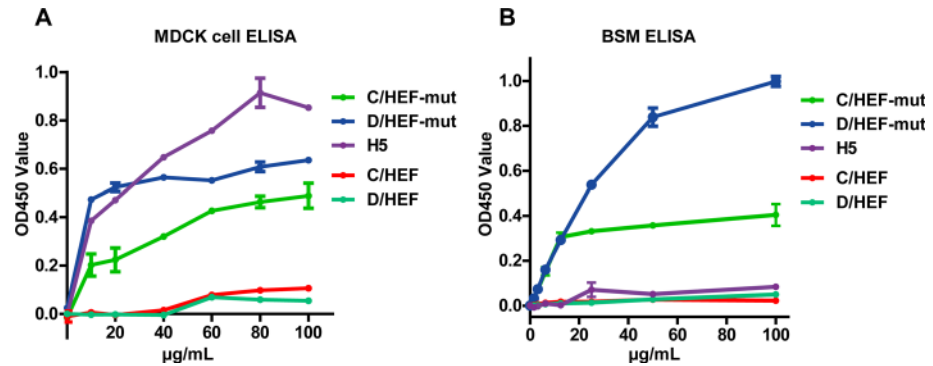 A
MDCK cell ELISA
OD450 Value
1.0
0.8
0.6
0.4
0.2
0.0
20
40
60
80
100
µg/mL
C/HEF-mut
D/HEF-mut
H5
C/HEF
D/HEF
B
BSM ELISA
OD450 Value
1.0
0.8
0.6
0.4
0.2
0.0
0
20
40
60
80
100
µg/mL
C/HEF-mut
D/HEF-mut
H5
C/HEF
D/HEF